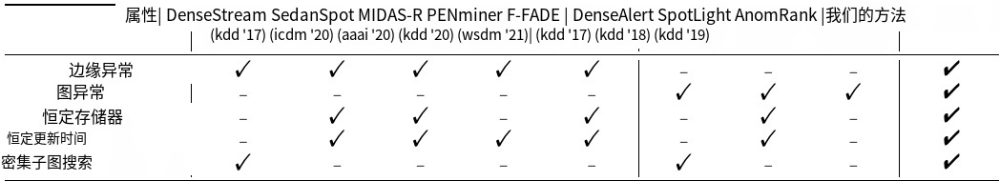 属性| DenseStream SedanSpot MIDAS-R PENminer F-FADE | DenseAlert SpotLight AnomRank |我们的方法
(kdd '17) (icdm '20) (aaai '20) (kdd '20) (wsdm '21)| (kdd '17) (kdd '18) (kdd '19)
边缘异常 ✓ ✓ ✓ ✓ ✓ – – – ✔
图异常 – – – – – ✓ ✓ ✓ ✔
恒定存储器 – ✓ ✓ – ✓ – ✓ – ✔
恒定更新时间 – ✓ ✓ ✓ ✓ – ✓ – ✔
密集子图搜索 ✓ – – – – ✓ – – ✔